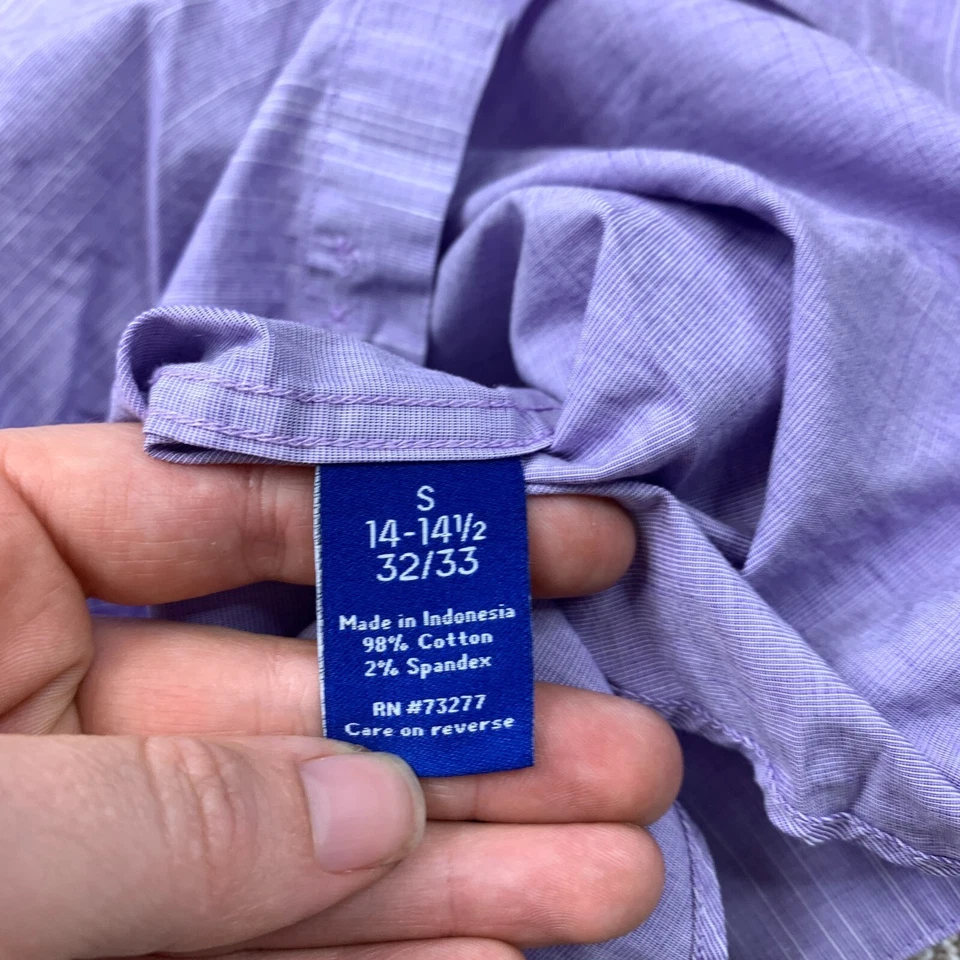 S
14-14½
32/33
Made in Indonesia
98% Cotton
2% Spandex
RN #73277
Care on reverse